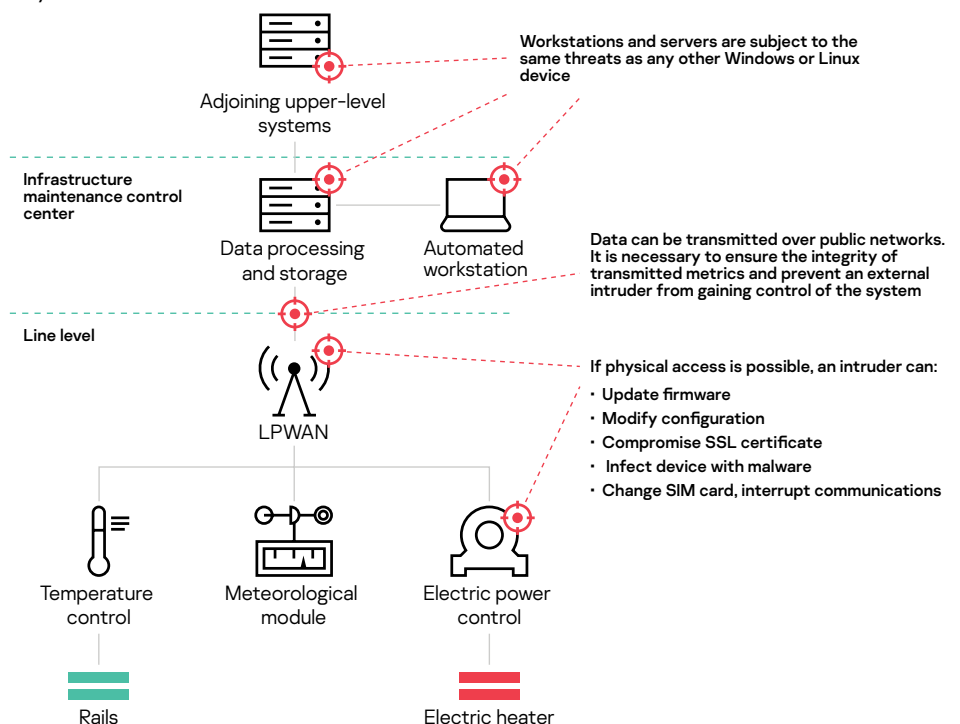 Workstations and servers are subject to the
same threats as any other Windows or Linux
device
Adjoining upper-level
systems
Infrastructure
maintenance control
center
Data processing
and storage
Automated
workstation
Data can be transmitted over public networks.
It is necessary to ensure the integrity of
transmitted metrics and prevent an external
intruder from gaining control of the system
Line level
LPWAN
If physical access is possible, an intruder can:
· Update firmware
· Modify configuration
· Compromise SSL certificate
· Infect device with malware
· Change SIM card, interrupt communications
Temperature
control
Meteorological
module
Electric power
control
Rails
Electric heater